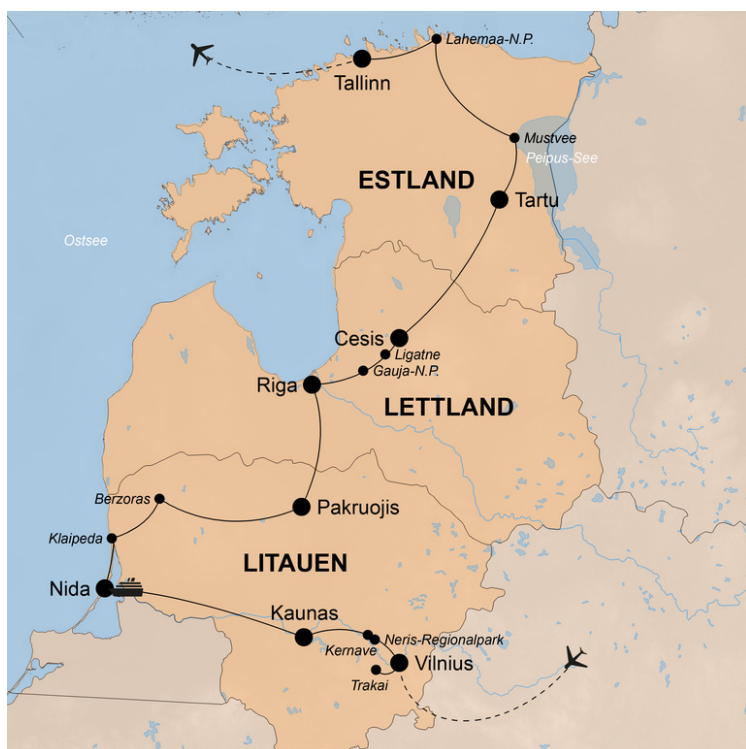 Lahemaa-N.P.
Tallinn
Mustvee
Peipus-See
ESTLAND
Tartu
Ostsee
Cesis
Ligatne
Gauja-N.P.
Riga
LETTLAND
Berzoras
Pakruojis
Klaipeda
LITAUEN
Nida
Kaunas
Neris-Regionalpark
Kernave
Vilnius
Trakai